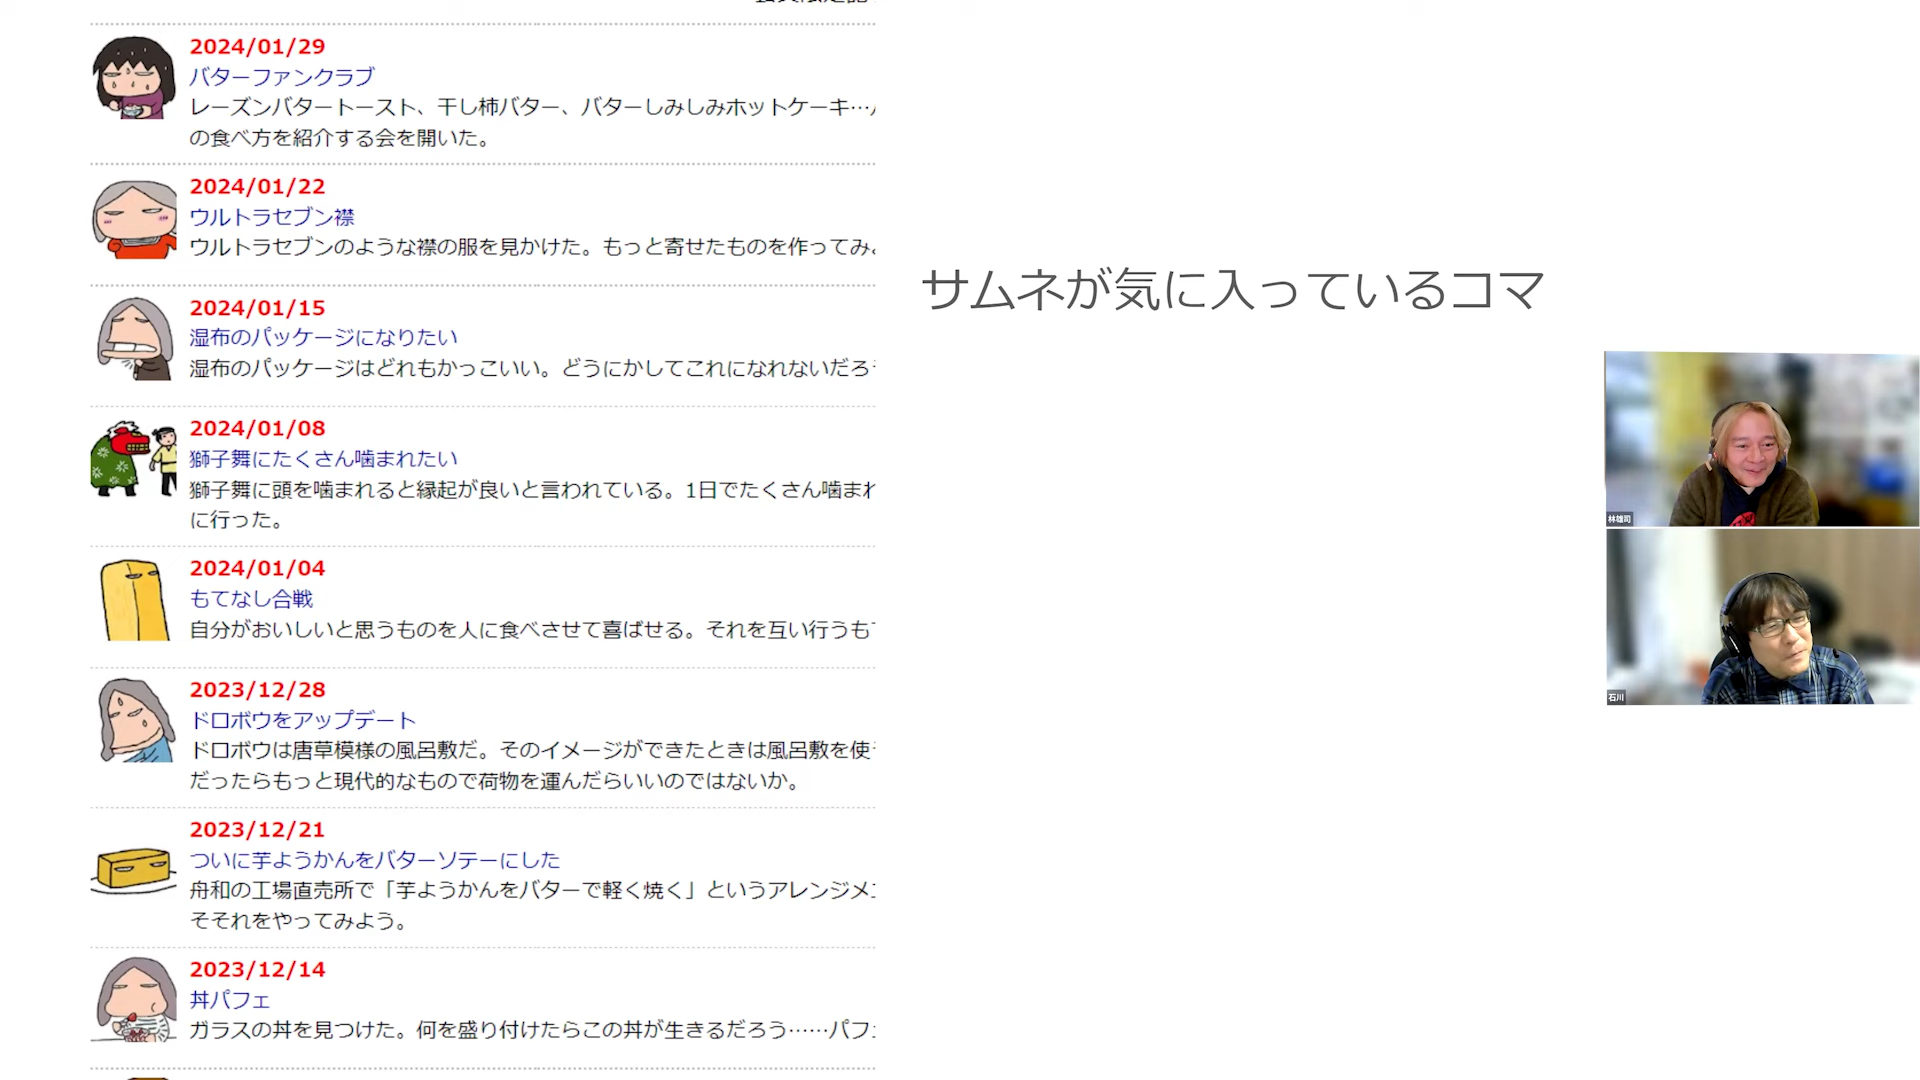 2024/01/29
バターファンクラブ
レーズンバタートースト、干し柿バター、バターしみしみホットケーキ…
の食べ方を紹介する会を開いた。
2024/01/22
ウルトラセブン襟
ウルトラセブンのような襟の服を見かけた。もっと寄せたものを作ってみ
2024/01/15
湿布のパッケージになりたい
湿布のパッケージはどれもかっこいい。どうにかしてこれになれないだろ
2024/01/08
獅子舞にたくさん噛まれたい
獅子舞に頭を噛まれると縁起が良いと言われている。1日でたくさん噛まれ
に行った。
2024/01/04
もてなし合戦
自分がおいしいと思うものを人に食べさせて喜ばせる。それを互い行うも
2023/12/28
ドロボウをアップデート
ドロボウは唐草模様の風呂敷だ。そのイメージができたときは風呂敷を使
だったらもっと現代的なもので荷物を運んだらいいのではないか。
2023/12/21
ついに芋ようかんをバターソテーにした
舟和の工場直売所で「芋ようかんをバターで軽く焼く」というアレンジメ
そそれをやってみよう。
2023/12/14
丼パフェ
ガラスの丼を見つけた。何を盛り付けたらこの丼が生きるだろう……パフ
サムネが気に入っているコマ
林雄司
石川